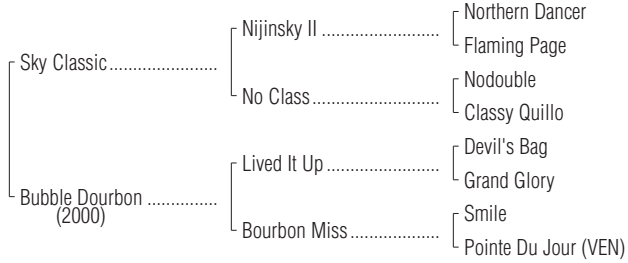 Northern Dancer
Nijinsky II ........................
Flaming Page
Sky Classic ......................
Nodouble
No Class ..........................
Classy Quillo
Devil's Bag
Lived It Up .......................
Grand Glory
Bubble Dourbon ..............
(2000)
Smile
Bourbon Miss ..................
Pointe Du Jour (VEN)